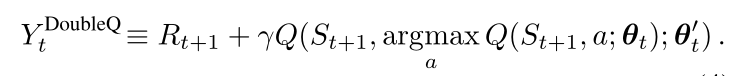 Y_t^DoubleQ ≡ R_{t+1} + γQ(S_{t+1}, argmax_a Q(S_{t+1}, a; θ_t); θ'_t) .